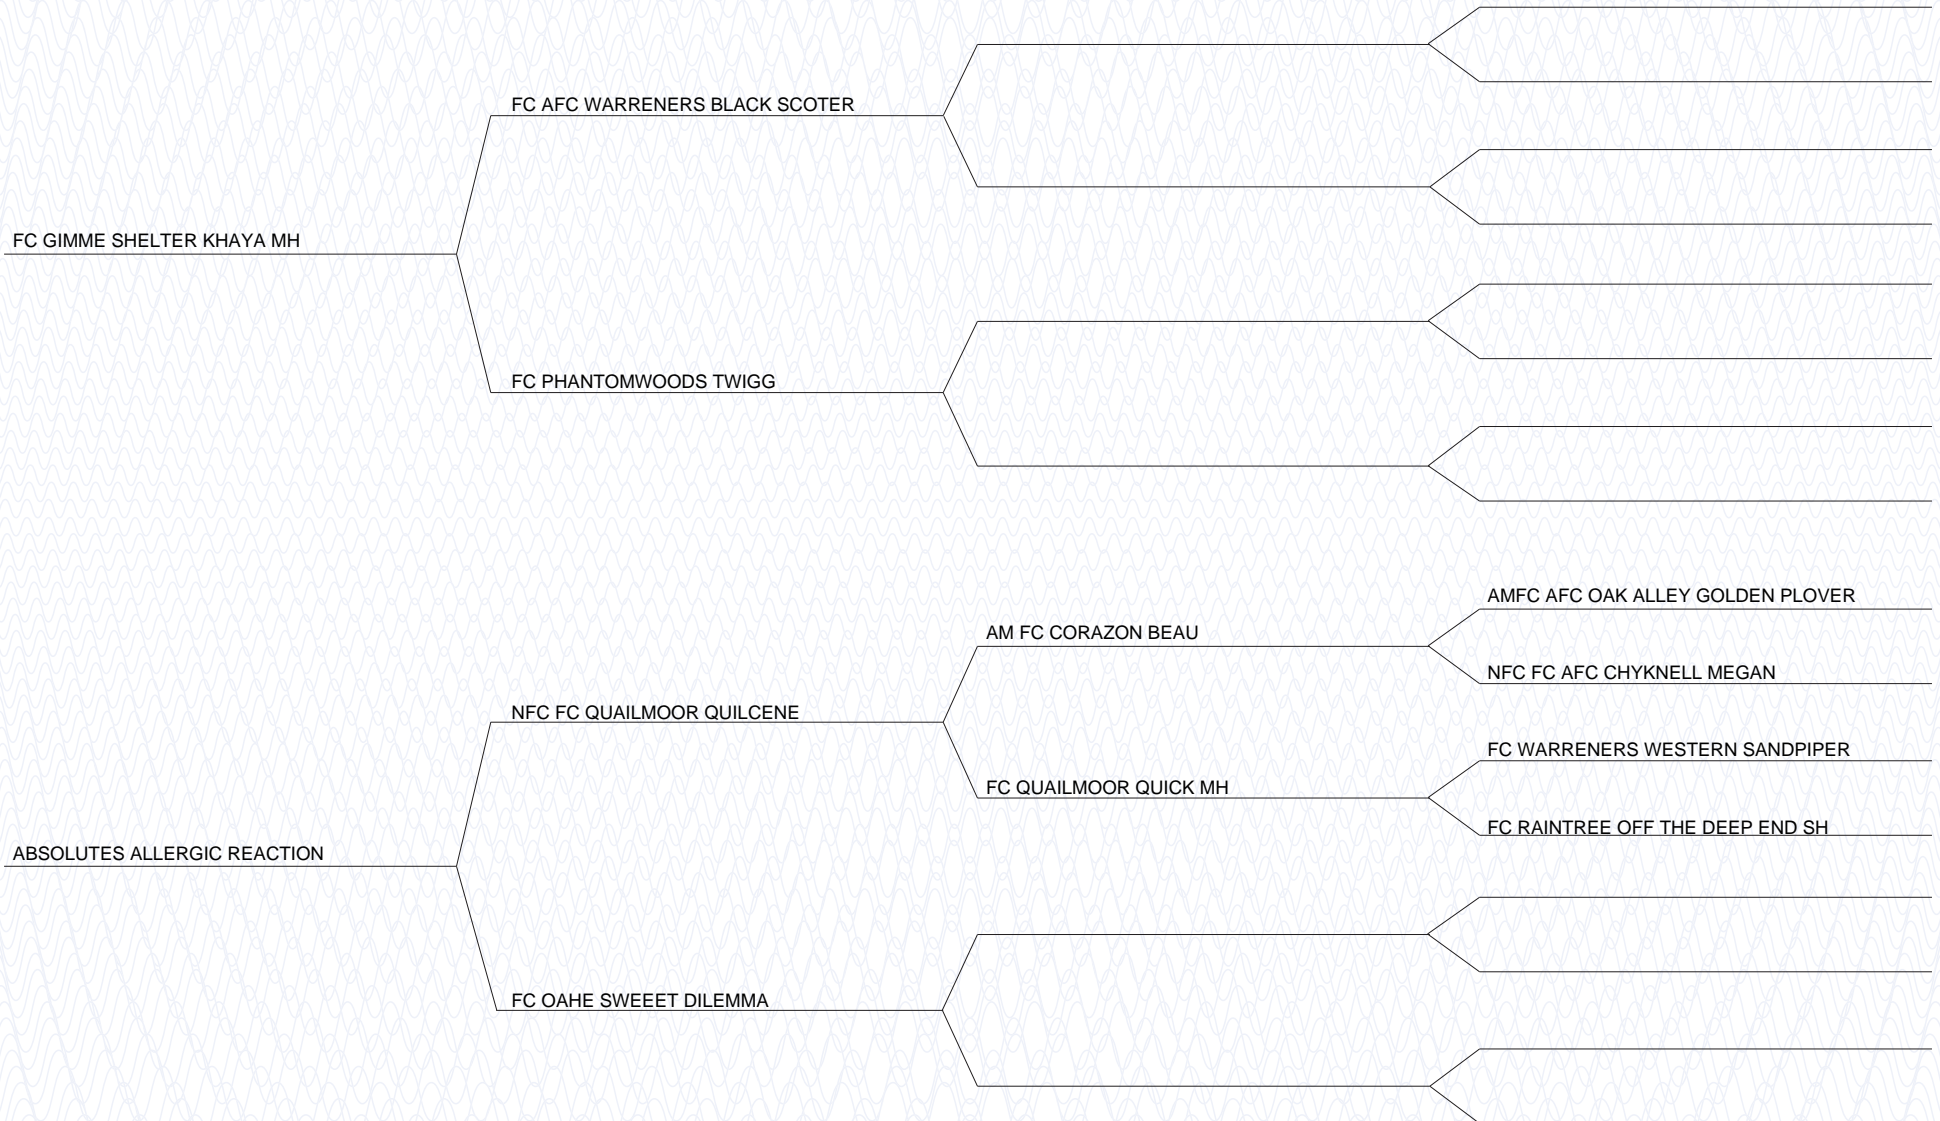 FC AFC WARRENERS BLACK SCOTER
FC GIMME SHELTER KHAYA MH
FC PHANTOMWOODS TWIGG
AMFC AFC OAK ALLEY GOLDEN PLOVER
AM FC CORAZON BEAU
NFC FC AFC CHYKNELL MEGAN
NFC FC QUAILMOOR QUILCENE
FC WARRENERS WESTERN SANDPIPER
FC QUAILMOOR QUICK MH
FC RAINTREE OFF THE DEEP END SH
ABSOLUTES ALLERGIC REACTION
FC OAHE SWEEET DILEMMA